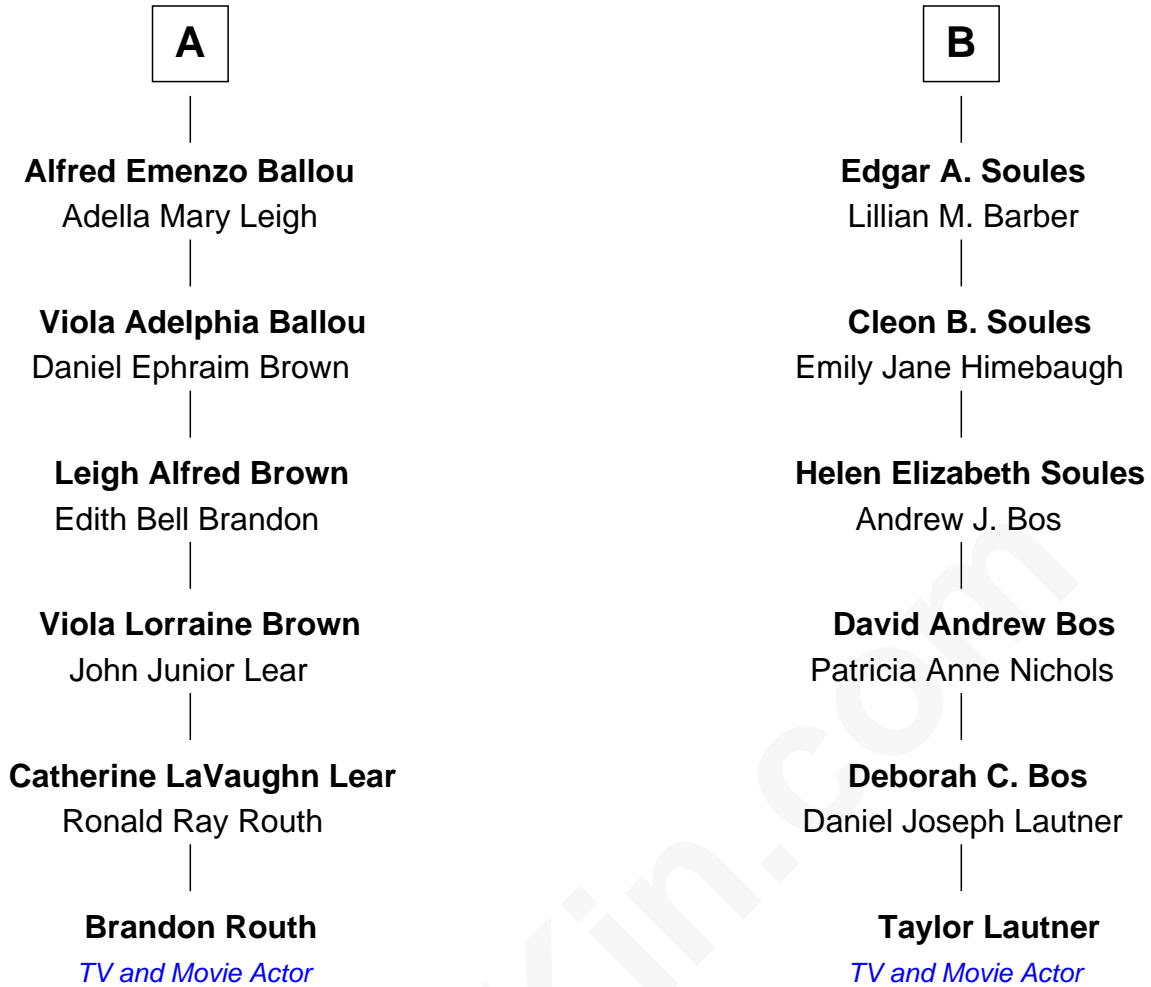 A
Alfred Emenzo Ballou
Adella Mary Leigh
Viola Adelphia Ballou
Daniel Ephraim Brown
Leigh Alfred Brown
Edith Bell Brandon
Viola Lorraine Brown
John Junior Lear
Catherine LaVaughn Lear
Ronald Ray Routh
Brandon Routh
TV and Movie Actor
B
Edgar A. Soules
Lillian M. Barber
Cleon B. Soules
Emily Jane Himebaugh
Helen Elizabeth Soules
Andrew J. Bos
David Andrew Bos
Patricia Anne Nichols
Deborah C. Bos
Daniel Joseph Lautner
Taylor Lautner
TV and Movie Actor
Kin.com